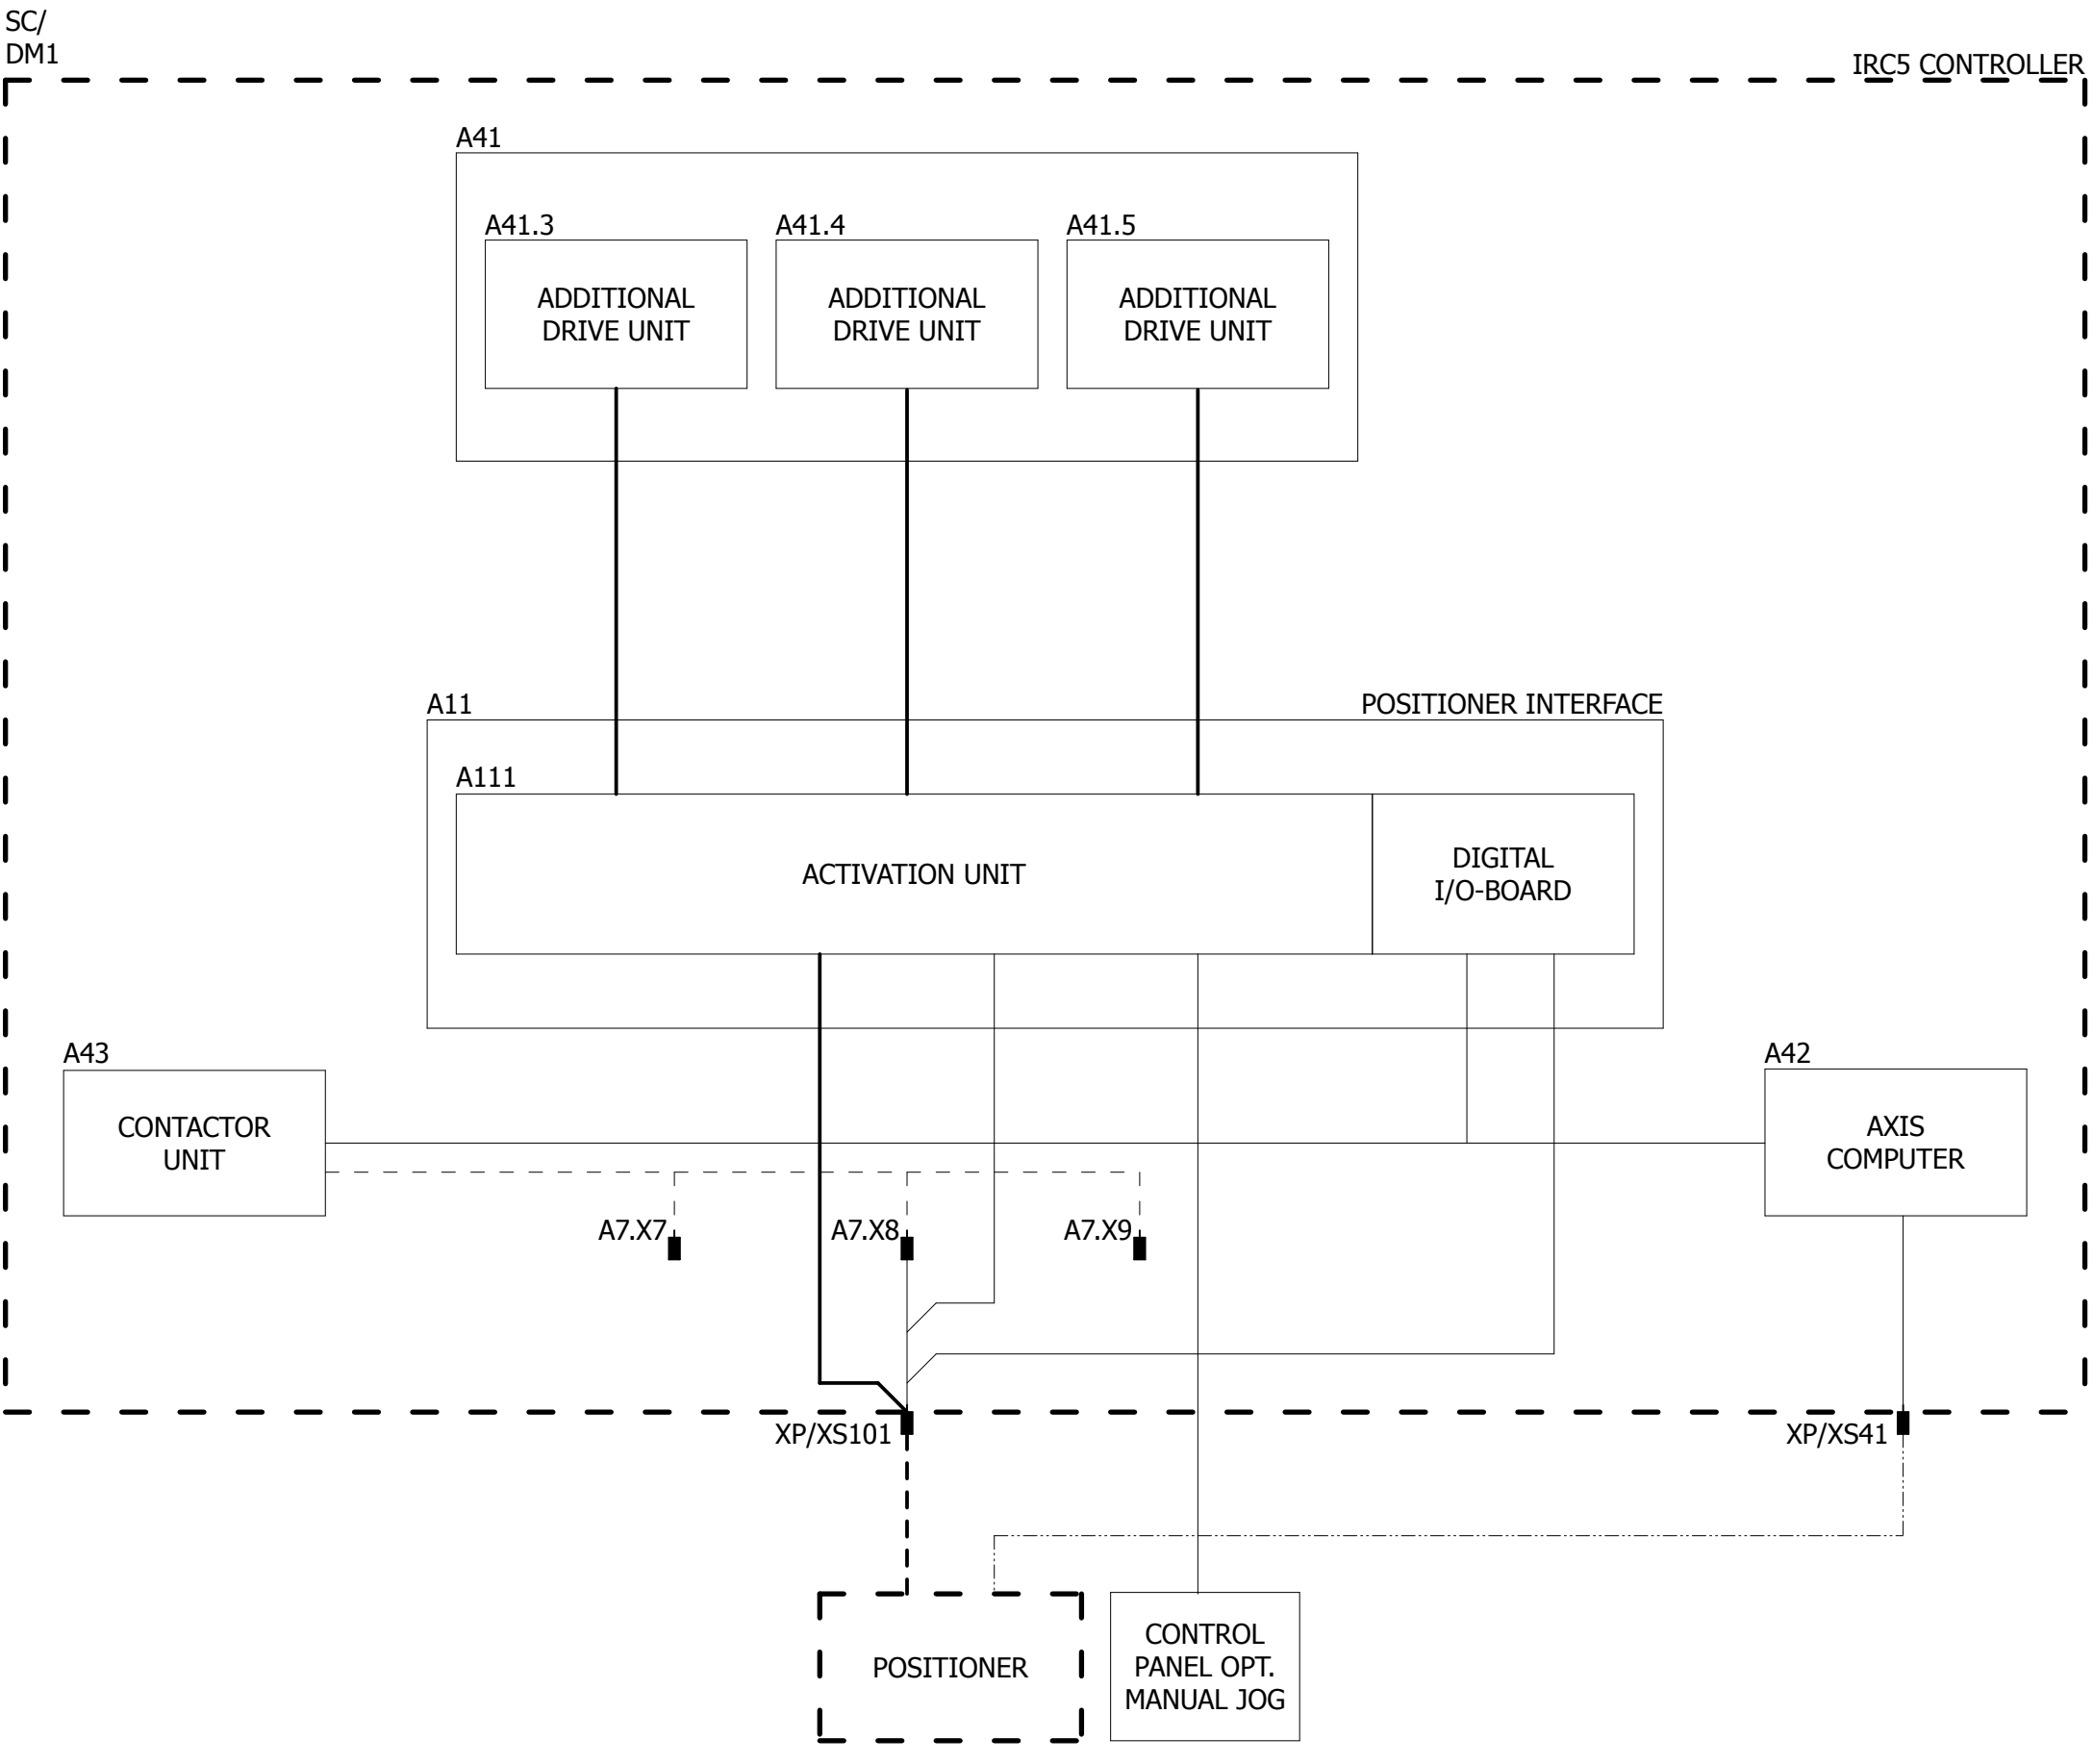 SC/
DM1
IRC5 CONTROLLER
A41
A41.3
A41.4
A41.5
ADDITIONAL
DRIVE UNIT
ADDITIONAL
DRIVE UNIT
ADDITIONAL
DRIVE UNIT
A11
POSITIONER INTERFACE
A111
ACTIVATION UNIT
DIGITAL
I/O-BOARD
A43
CONTACTOR
UNIT
A42
AXIS
COMPUTER
A7.X7
A7.X8
A7.X9
XP/XS101
XP/XS41
POSITIONER
CONTROL
PANEL OPT.
MANUAL JOG